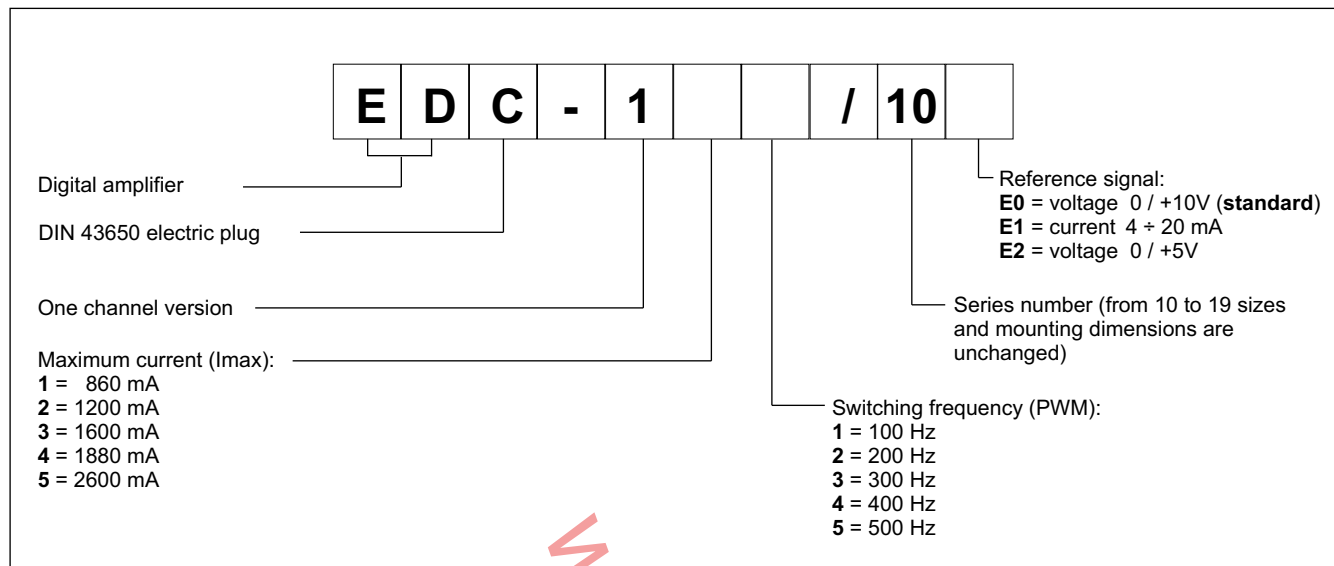 E D C - 1 / 10
Digital amplifier
DIN 43650 electric plug
One channel version
Maximum current (Imax):
1 = 860 mA
2 = 1200 mA
3 = 1600 mA
4 = 1880 mA
5 = 2600 mA
Reference signal:
E0 = voltage 0 / +10V (standard)
E1 = current 4 ÷ 20 mA
E2 = voltage 0 / +5V
Series number (from 10 to 19 sizes
and mounting dimensions are
unchanged)
Switching frequency (PWM):
1 = 100 Hz
2 = 200 Hz
3 = 300 Hz
4 = 400 Hz
5 = 500 Hz